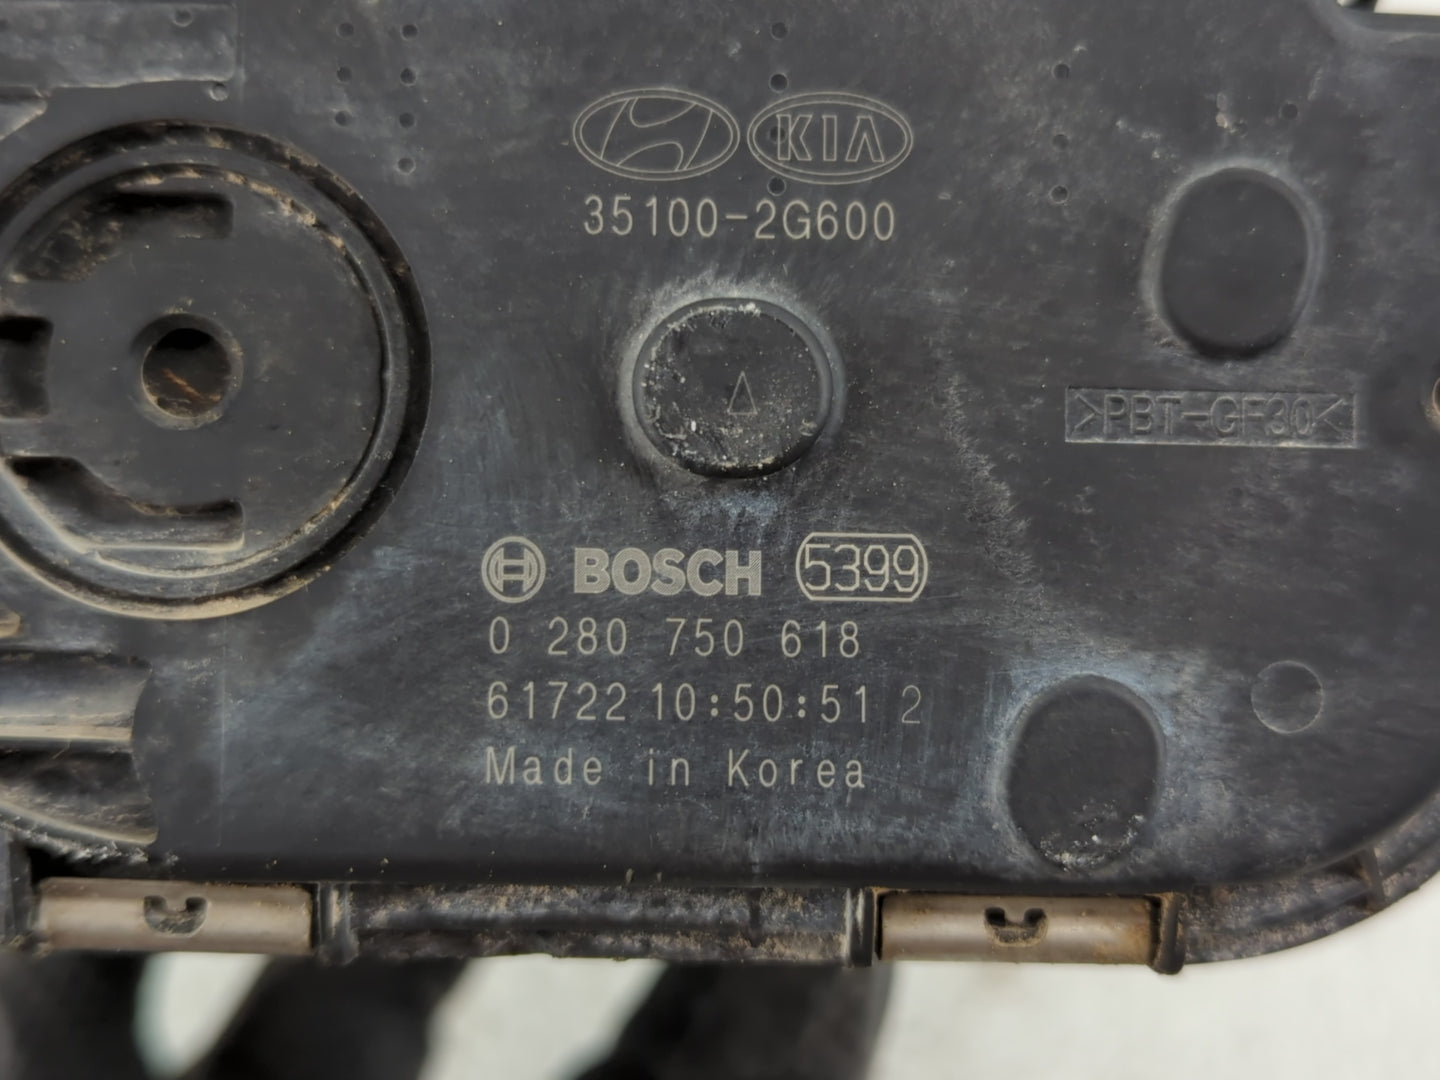 KIA
35100-2G600
>PBT-GF30<
BOSCH 5399
0 280 750 618
61722 10:50:51 2
Made in Korea